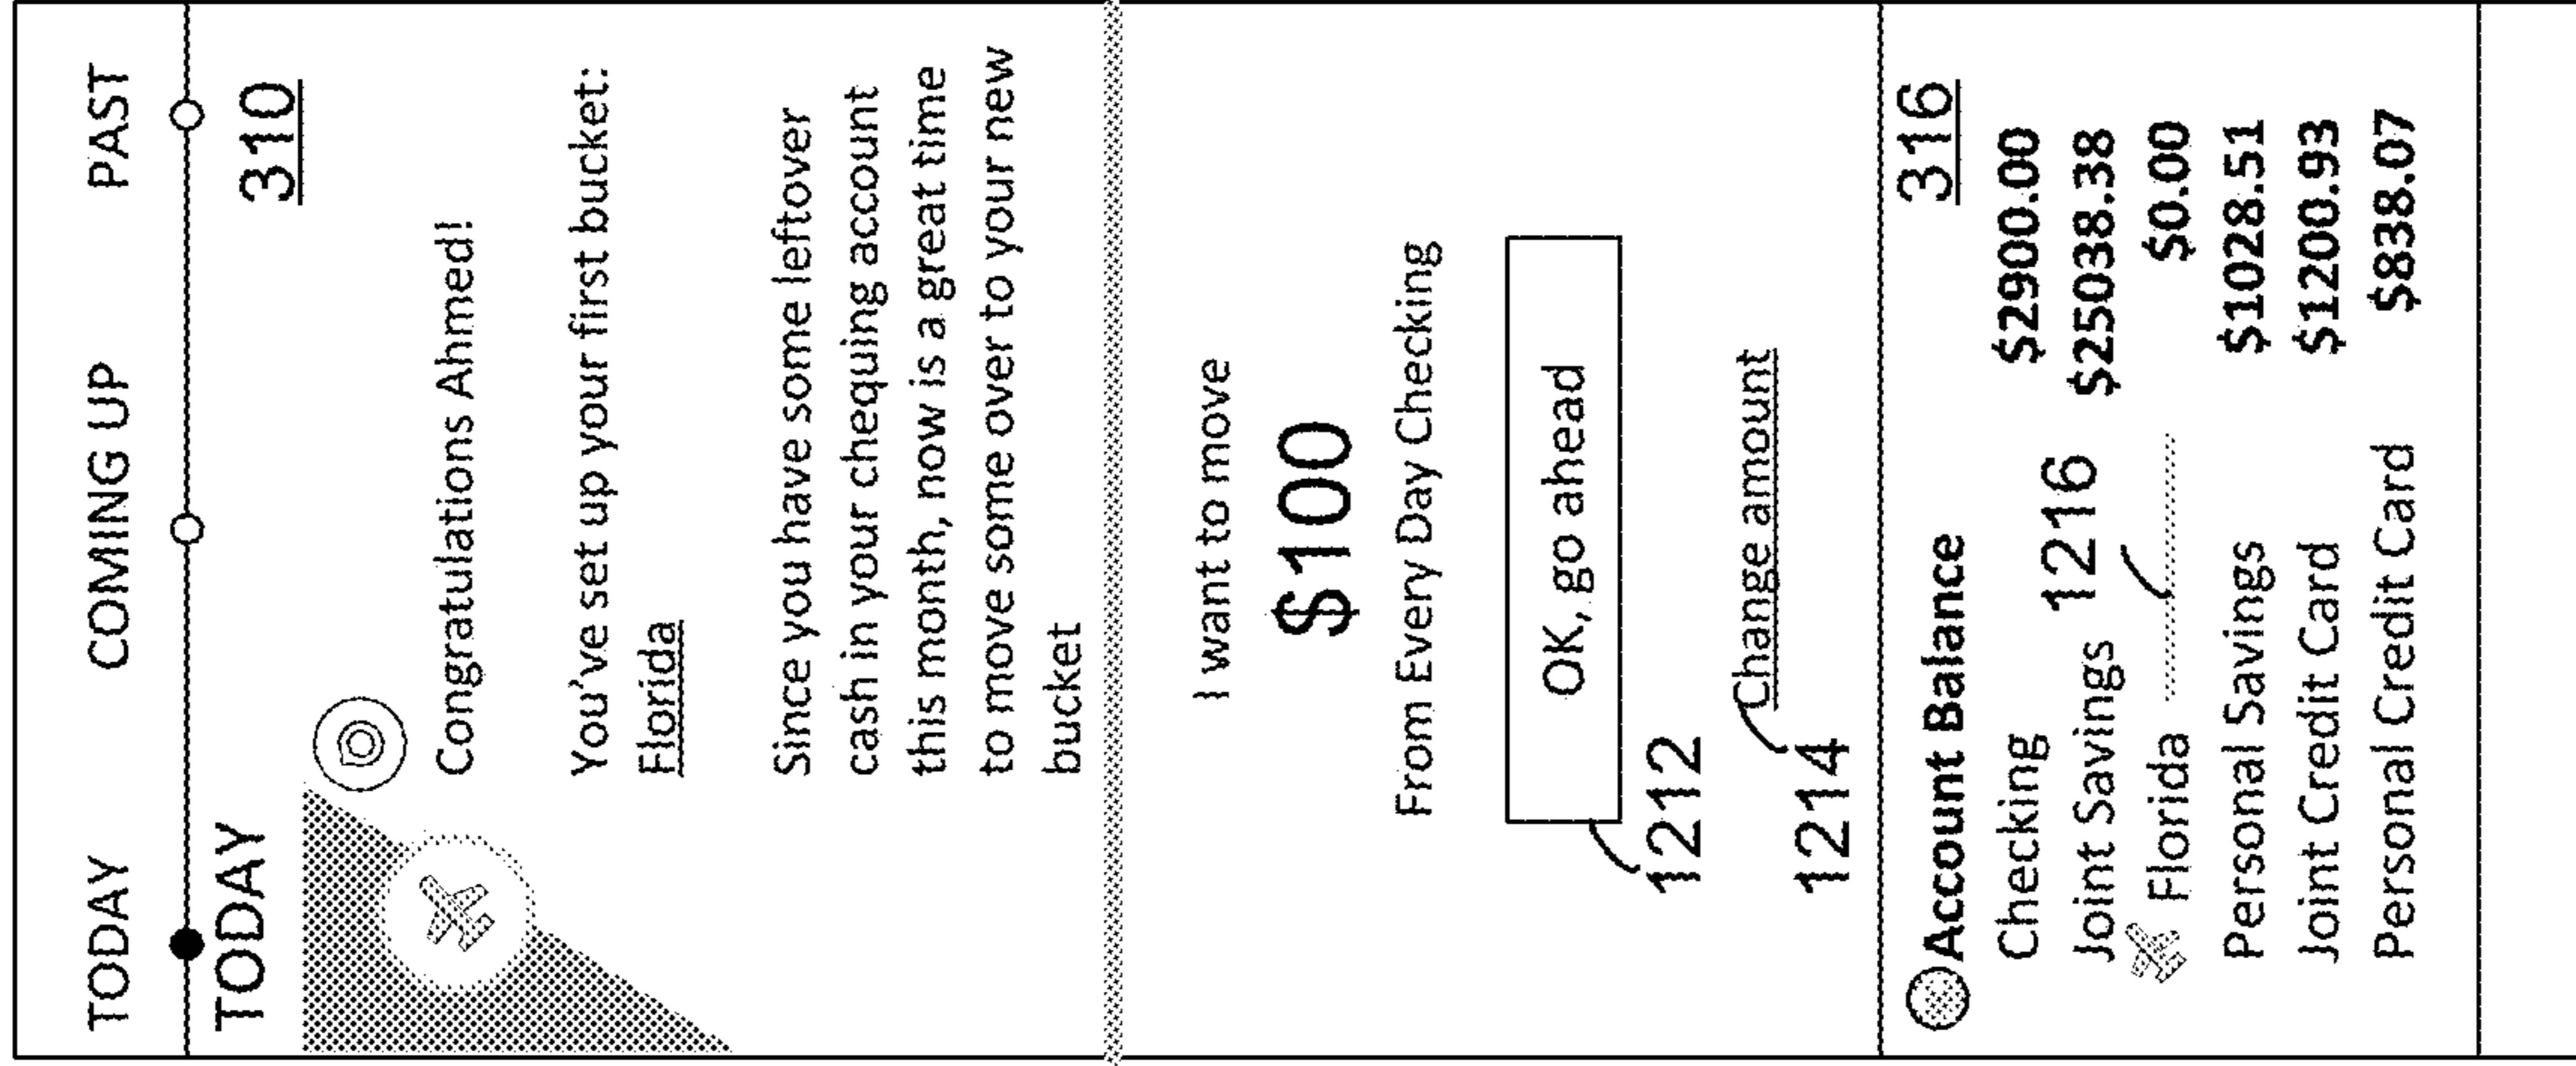 TODAY COMING UP PAST
TODAY 310
Congratulations Ahmed!
You've set up your first bucket:
Florida
Since you have some leftover
cash in your chequing account
this month, now is a great time
to move some over to your new
bucket
I want to move
$100
From Every Day Checking
OK, go ahead
1212
Change amount
1214
316
Account Balance
Checking $2900.00
Joint Savings 1216 $25038.38
Florida $0.00
Personal Savings $1028.51
Joint Credit Card $1200.93
Personal Credit Card $838.07